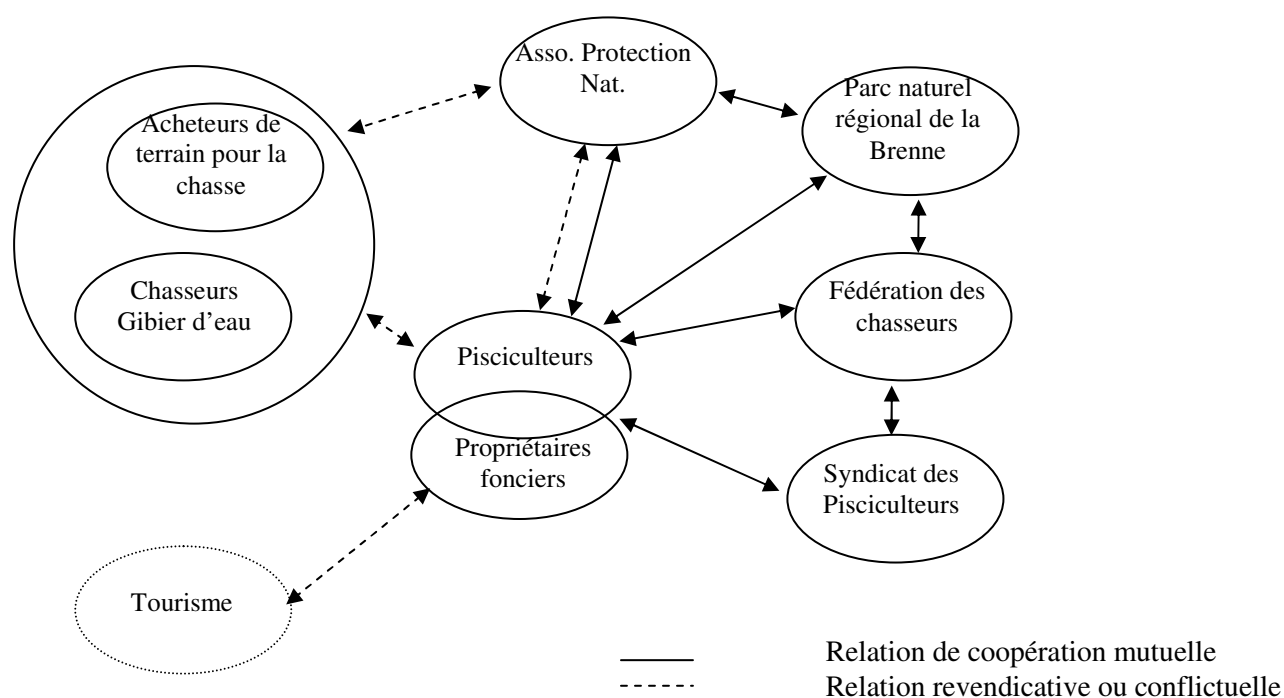 Asso. Protection
Nat.
Parc naturel
régional de la
Brenne
Acheteurs de
terrain pour la
chasse
Chasseurs
Gibier d'eau
Fédération des
chasseurs
Pisciculteurs
Propriétaires
fonciers
Syndicat des
Pisciculteurs
Tourisme
Relation de coopération mutuelle
Relation revendicative ou conflictuelle